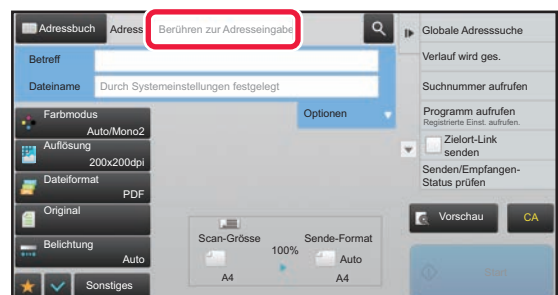 Adressbuch
Adress
Berühren zur Adresseingabe
Betreff
Dateiname
Durch Systemeinstellungen festgelegt
Optionen
Farbmodus
Auto/Mono2
Auflösung
200x200dpi
Dateiformat
PDF
Original
Belichtung
Auto
Sonstiges
Scan-Grösse
A4
100%
Sende-Format
Auto
A4
Globale Adresssuche
Verlauf wird ges.
Suchnummer aufrufen
Programm aufrufen
Registrierte Einst. aufrufen.
Zielort-Link
senden
Senden/Empfangen-
Status prüfen
Vorschau
CA
Start